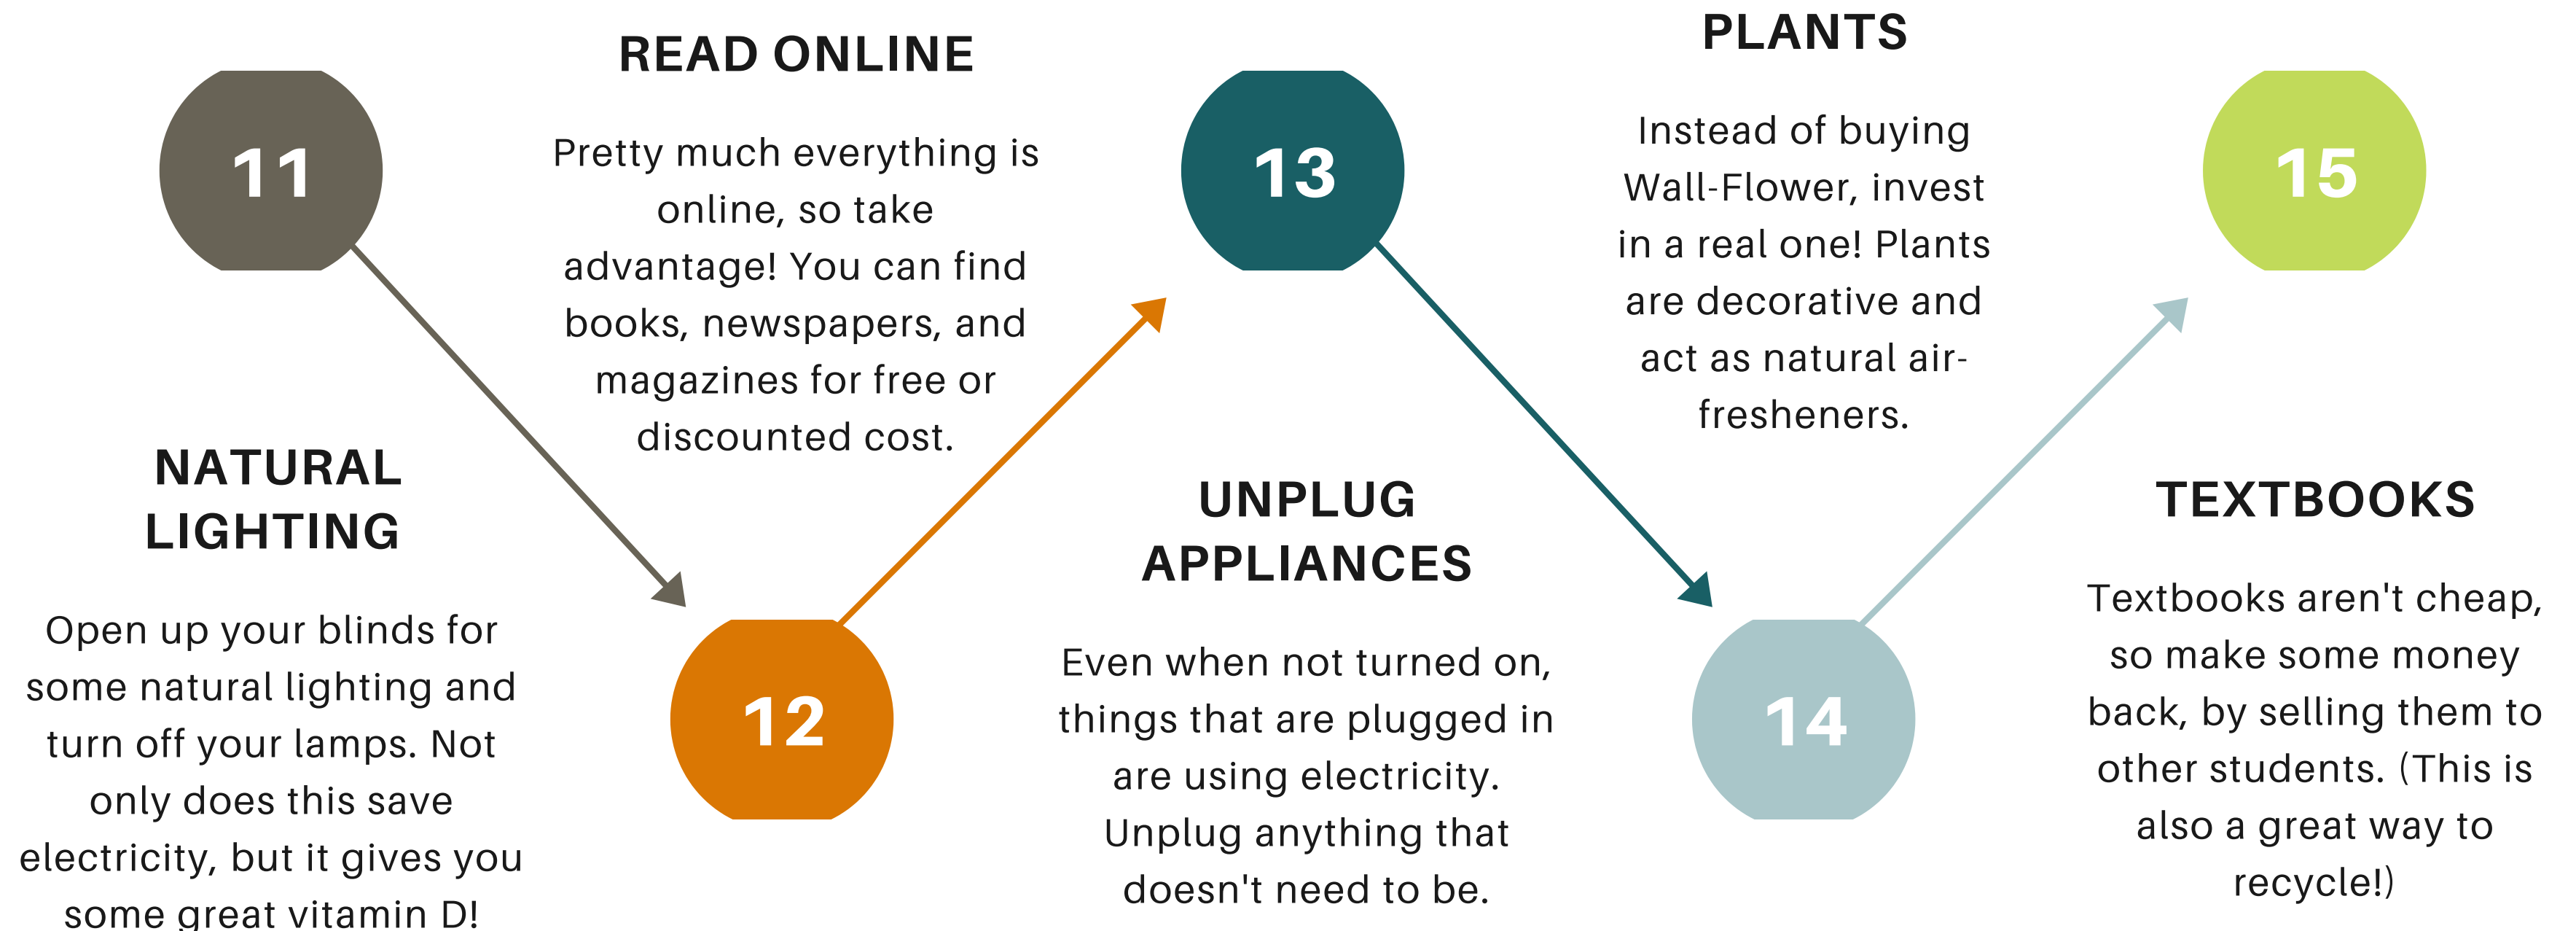 11
NATURAL
LIGHTING
Open up your blinds for
some natural lighting and
turn off your lamps. Not
only does this save
electricity, but it gives you
some great vitamin D!
READ ONLINE
Pretty much everything is
online, so take
advantage! You can find
books, newspapers, and
magazines for free or
discounted cost.
12
13
UNPLUG
APPLIANCES
Even when not turned on,
things that are plugged in
are using electricity.
Unplug anything that
doesn't need to be.
PLANTS
Instead of buying
Wall-Flower, invest
in a real one! Plants
are decorative and
act as natural air-
fresheners.
14
15
TEXTBOOKS
Textbooks aren't cheap,
so make some money
back, by selling them to
other students. (This is
also a great way to
recycle!)